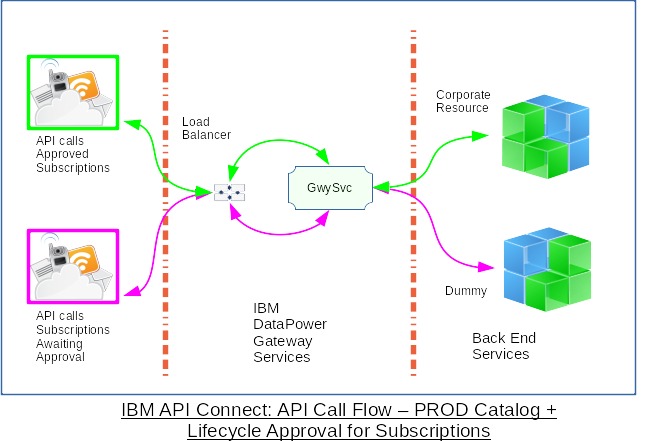 API calls
Approved
Subscriptions
Load
Balancer
Corporate
Resource
GwySvc
API calls
Subscriptions
Awaiting
Approval
IBM
DataPower
Gateway
Services
Dummy
Back End
Services
IBM API Connect: API Call Flow – PROD Catalog +
Lifecycle Approval for Subscriptions